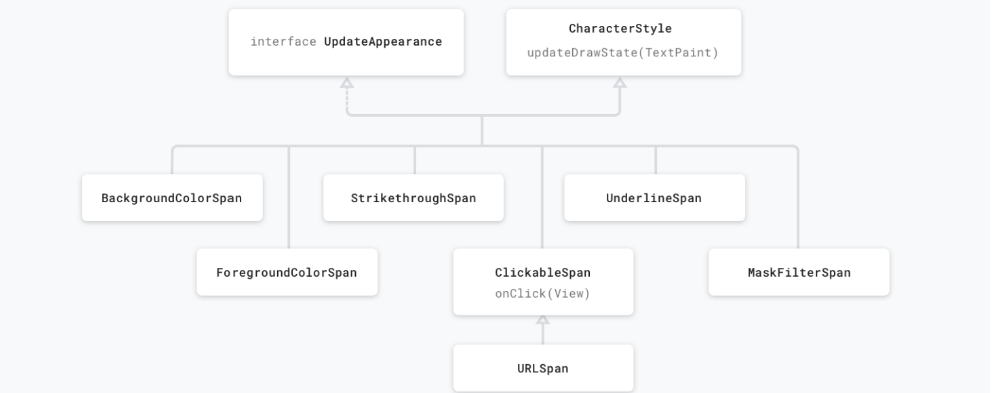 interface UpdateAppearance
CharacterStyle
updateDrawState(TextPaint)
BackgroundColorSpan
StrikethroughSpan
UnderlineSpan
ForegroundColorSpan
ClickableSpan
onClick(View)
MaskFilterSpan
URLSpan